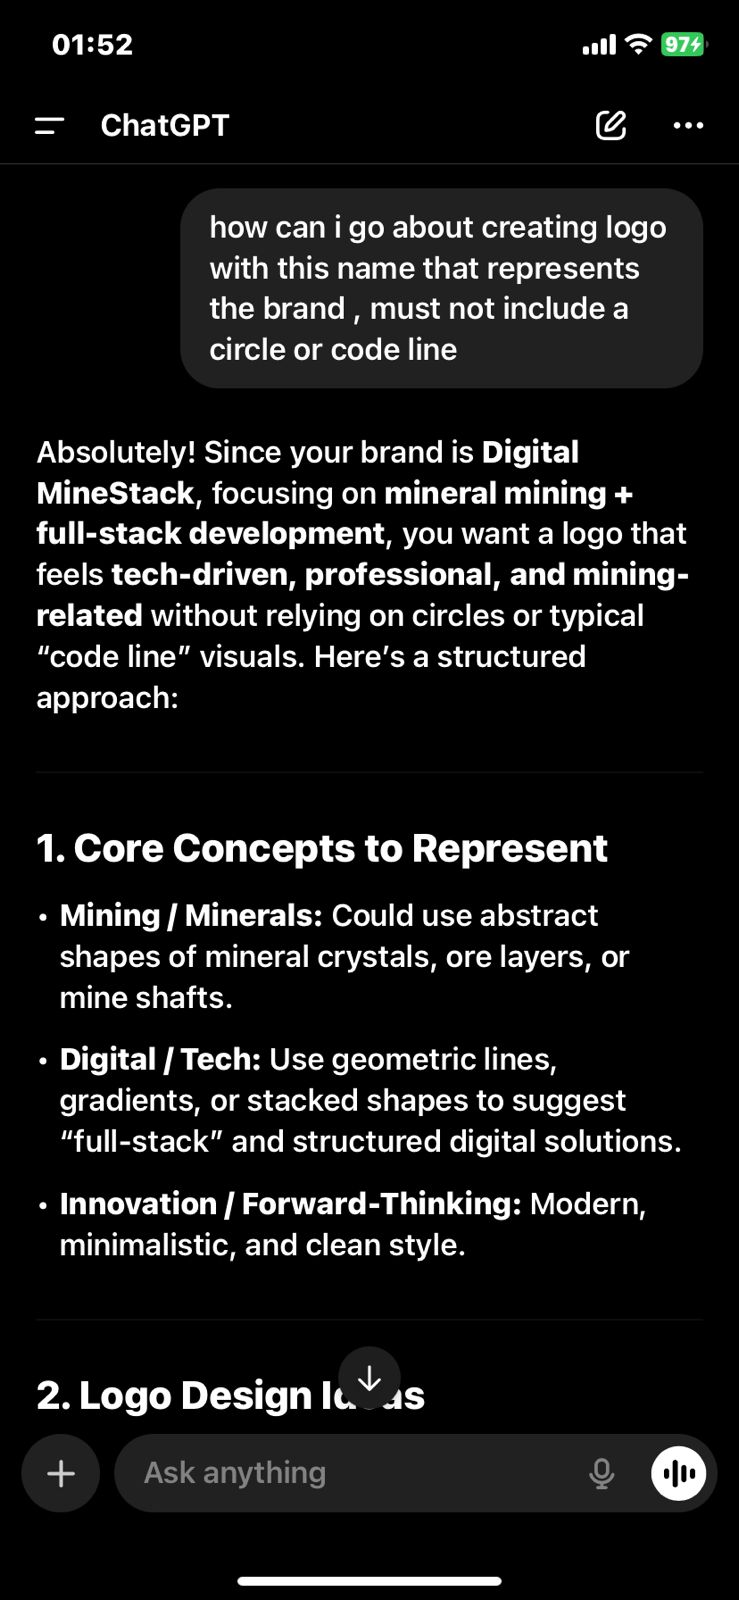 01:52
97
ChatGPT
how can i go about creating logo
with this name that represents
the brand , must not include a
circle or code line
Absolutely! Since your brand is Digital
MineStack, focusing on mineral mining +
full-stack development, you want a logo that
feels tech-driven, professional, and mining-
related without relying on circles or typical
“code line” visuals. Here’s a structured
approach:
1. Core Concepts to Represent
• Mining / Minerals: Could use abstract
shapes of mineral crystals, ore layers, or
mine shafts.
• Digital / Tech: Use geometric lines,
gradients, or stacked shapes to suggest
“full-stack” and structured digital solutions.
• Innovation / Forward-Thinking: Modern,
minimalistic, and clean style.
2. Logo Design Ideas
Ask anything